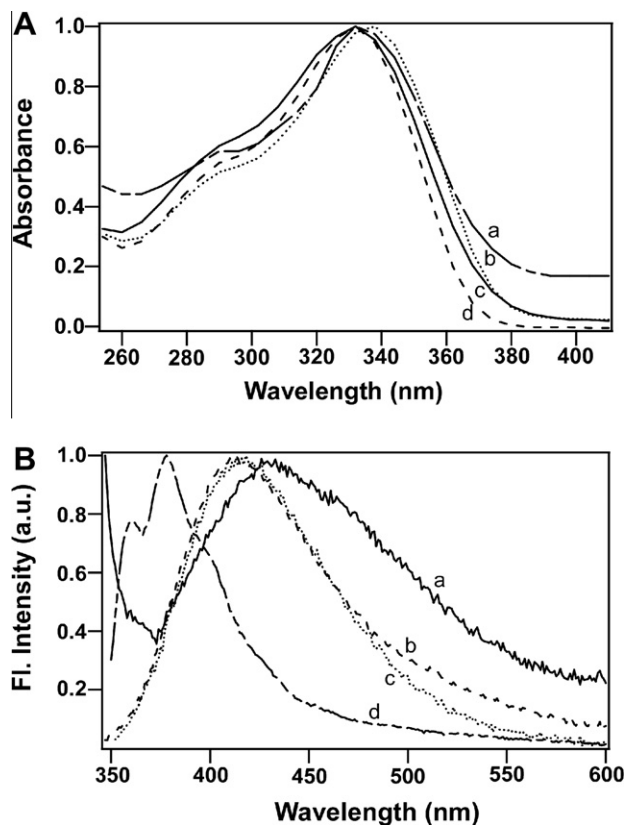 A
Absorbance
1.0
0.8
0.6
0.4
0.2
0.0
a
b
c
d
260 280 300 320 340 360 380 400
Wavelength (nm)
B
Fl. Intensity (a.u.)
1.0
0.8
0.6
0.4
0.2
a
b
c
d
350 400 450 500 550 600
Wavelength (nm)